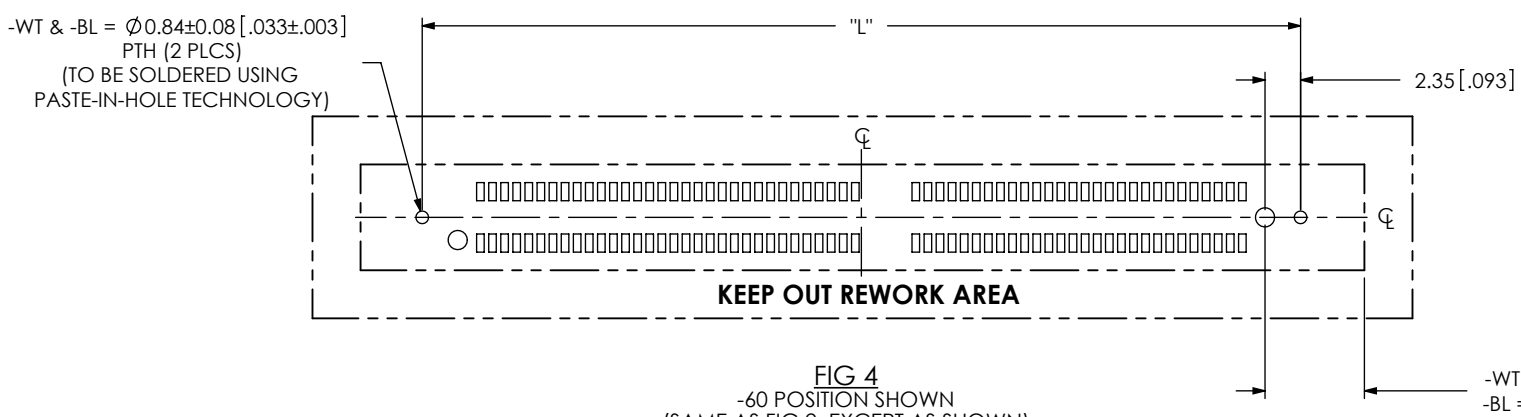 -WT & -BL = Ø0.84±0.08[.033±.003]
PTH (2 PLCS)
(TO BE SOLDERED USING
PASTE-IN-HOLE TECHNOLOGY)
"L"
2.35[.093]
℄
℄
KEEP OUT REWORK AREA
FIG 4
-60 POSITION SHOWN
-WT
-BL =